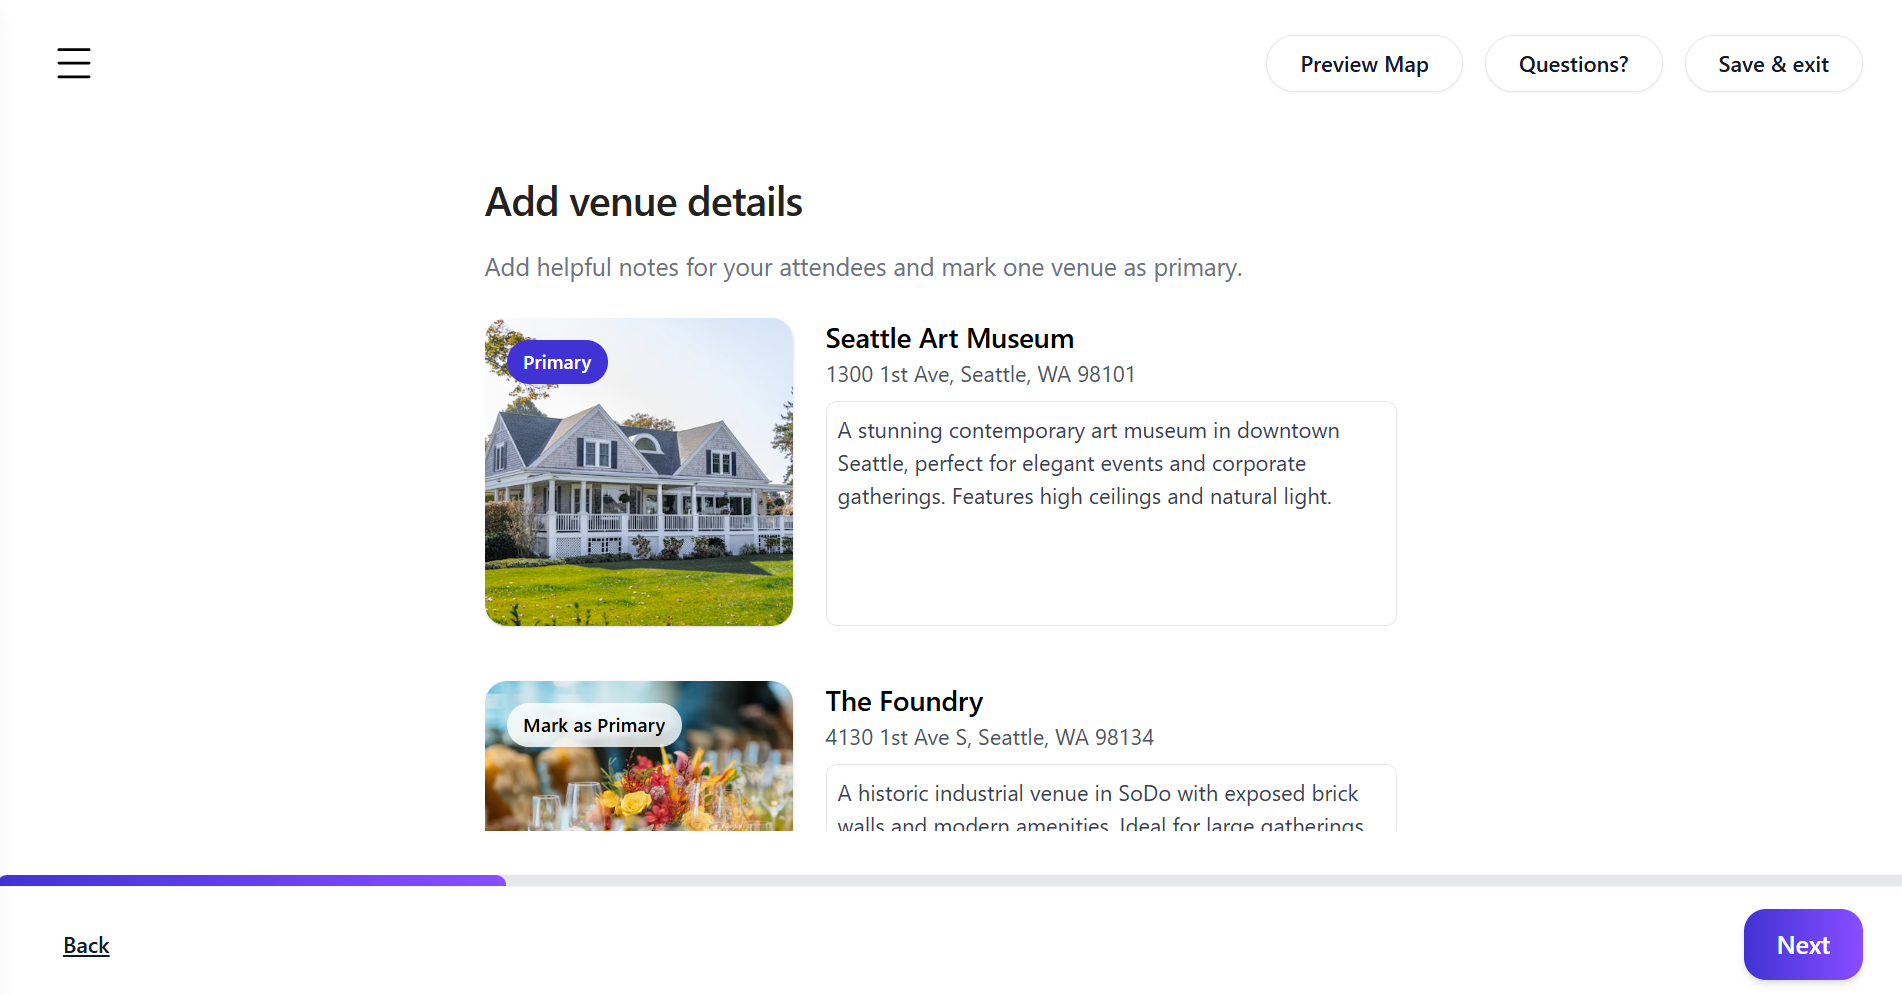 Preview Map
Questions?
Save & exit
Add venue details
Add helpful notes for your attendees and mark one venue as primary.
Primary
Seattle Art Museum
1300 1st Ave, Seattle, WA 98101
A stunning contemporary art museum in downtown
Seattle, perfect for elegant events and corporate
gatherings. Features high ceilings and natural light.
Mark as Primary
The Foundry
4130 1st Ave S, Seattle, WA 98134
A historic industrial venue in SoDo with exposed brick
walls and modern amenities. Ideal for large gatherings
Back
Next